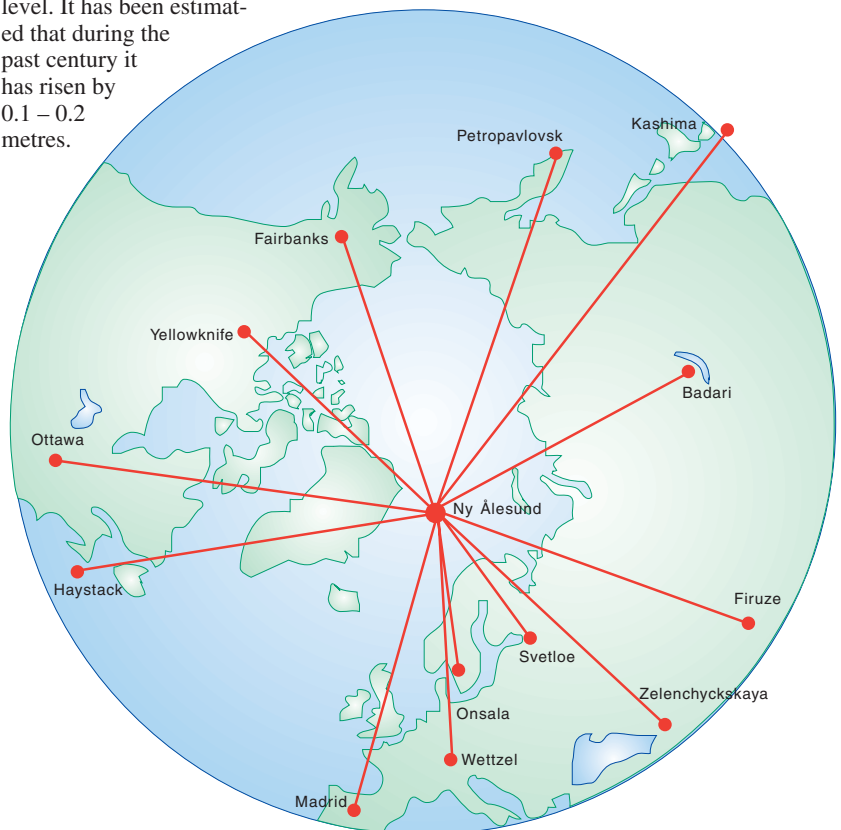 level. It has been estimat-
ed that during the
past century it
has risen by
0.1 – 0.2
metres.
Kashima
Petropavlovsk
Fairbanks
Yellowknife
Badari
Ottawa
Ny Ålesund
Haystack
Firuze
Svetloe
Zelenchyckskaya
Onsala
Wettzel
Madrid